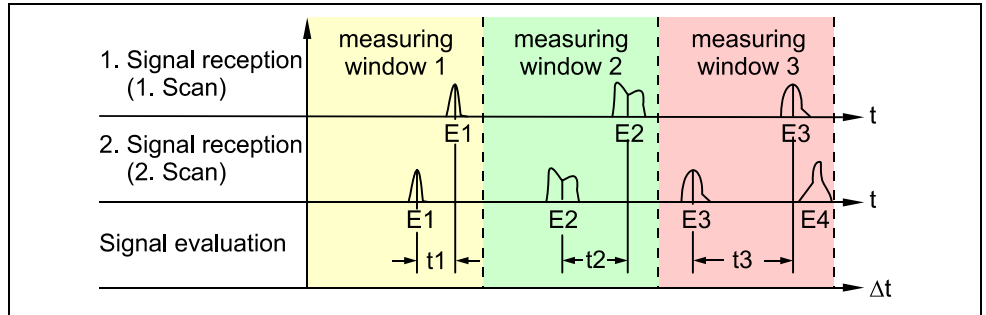 measuring window 1
measuring window 2
measuring window 3
1. Signal reception
(1. Scan)
E1
E2
E3
t
2. Signal reception
(2. Scan)
E1
E2
E3
E4
t
Signal evaluation
t1
t2
t3
Δt